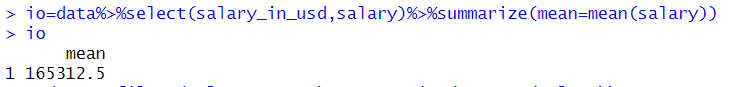 > io=data%>%select(salary_in_usd,salary)%>%summarize(mean=mean(salary))
> io
mean
1 165312.5